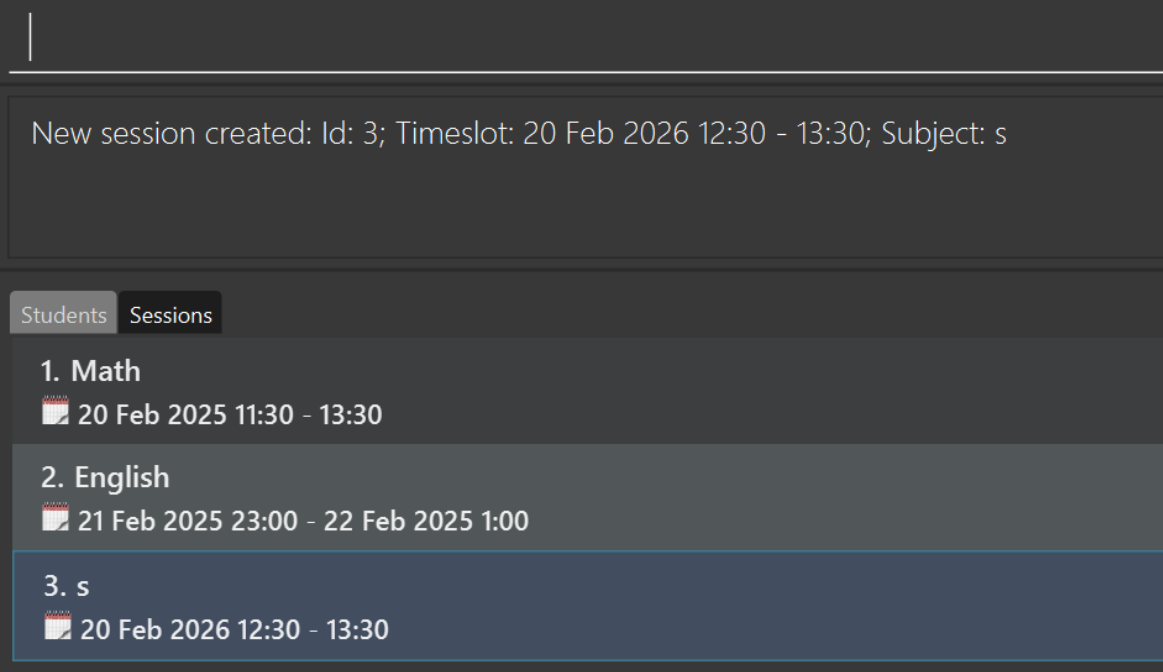 New session created: Id: 3; Timeslot: 20 Feb 2026 12:30 - 13:30; Subject: s
Students Sessions
1. Math
20 Feb 2025 11:30 - 13:30
2. English
21 Feb 2025 23:00 - 22 Feb 2025 1:00
3. s
20 Feb 2026 12:30 - 13:30